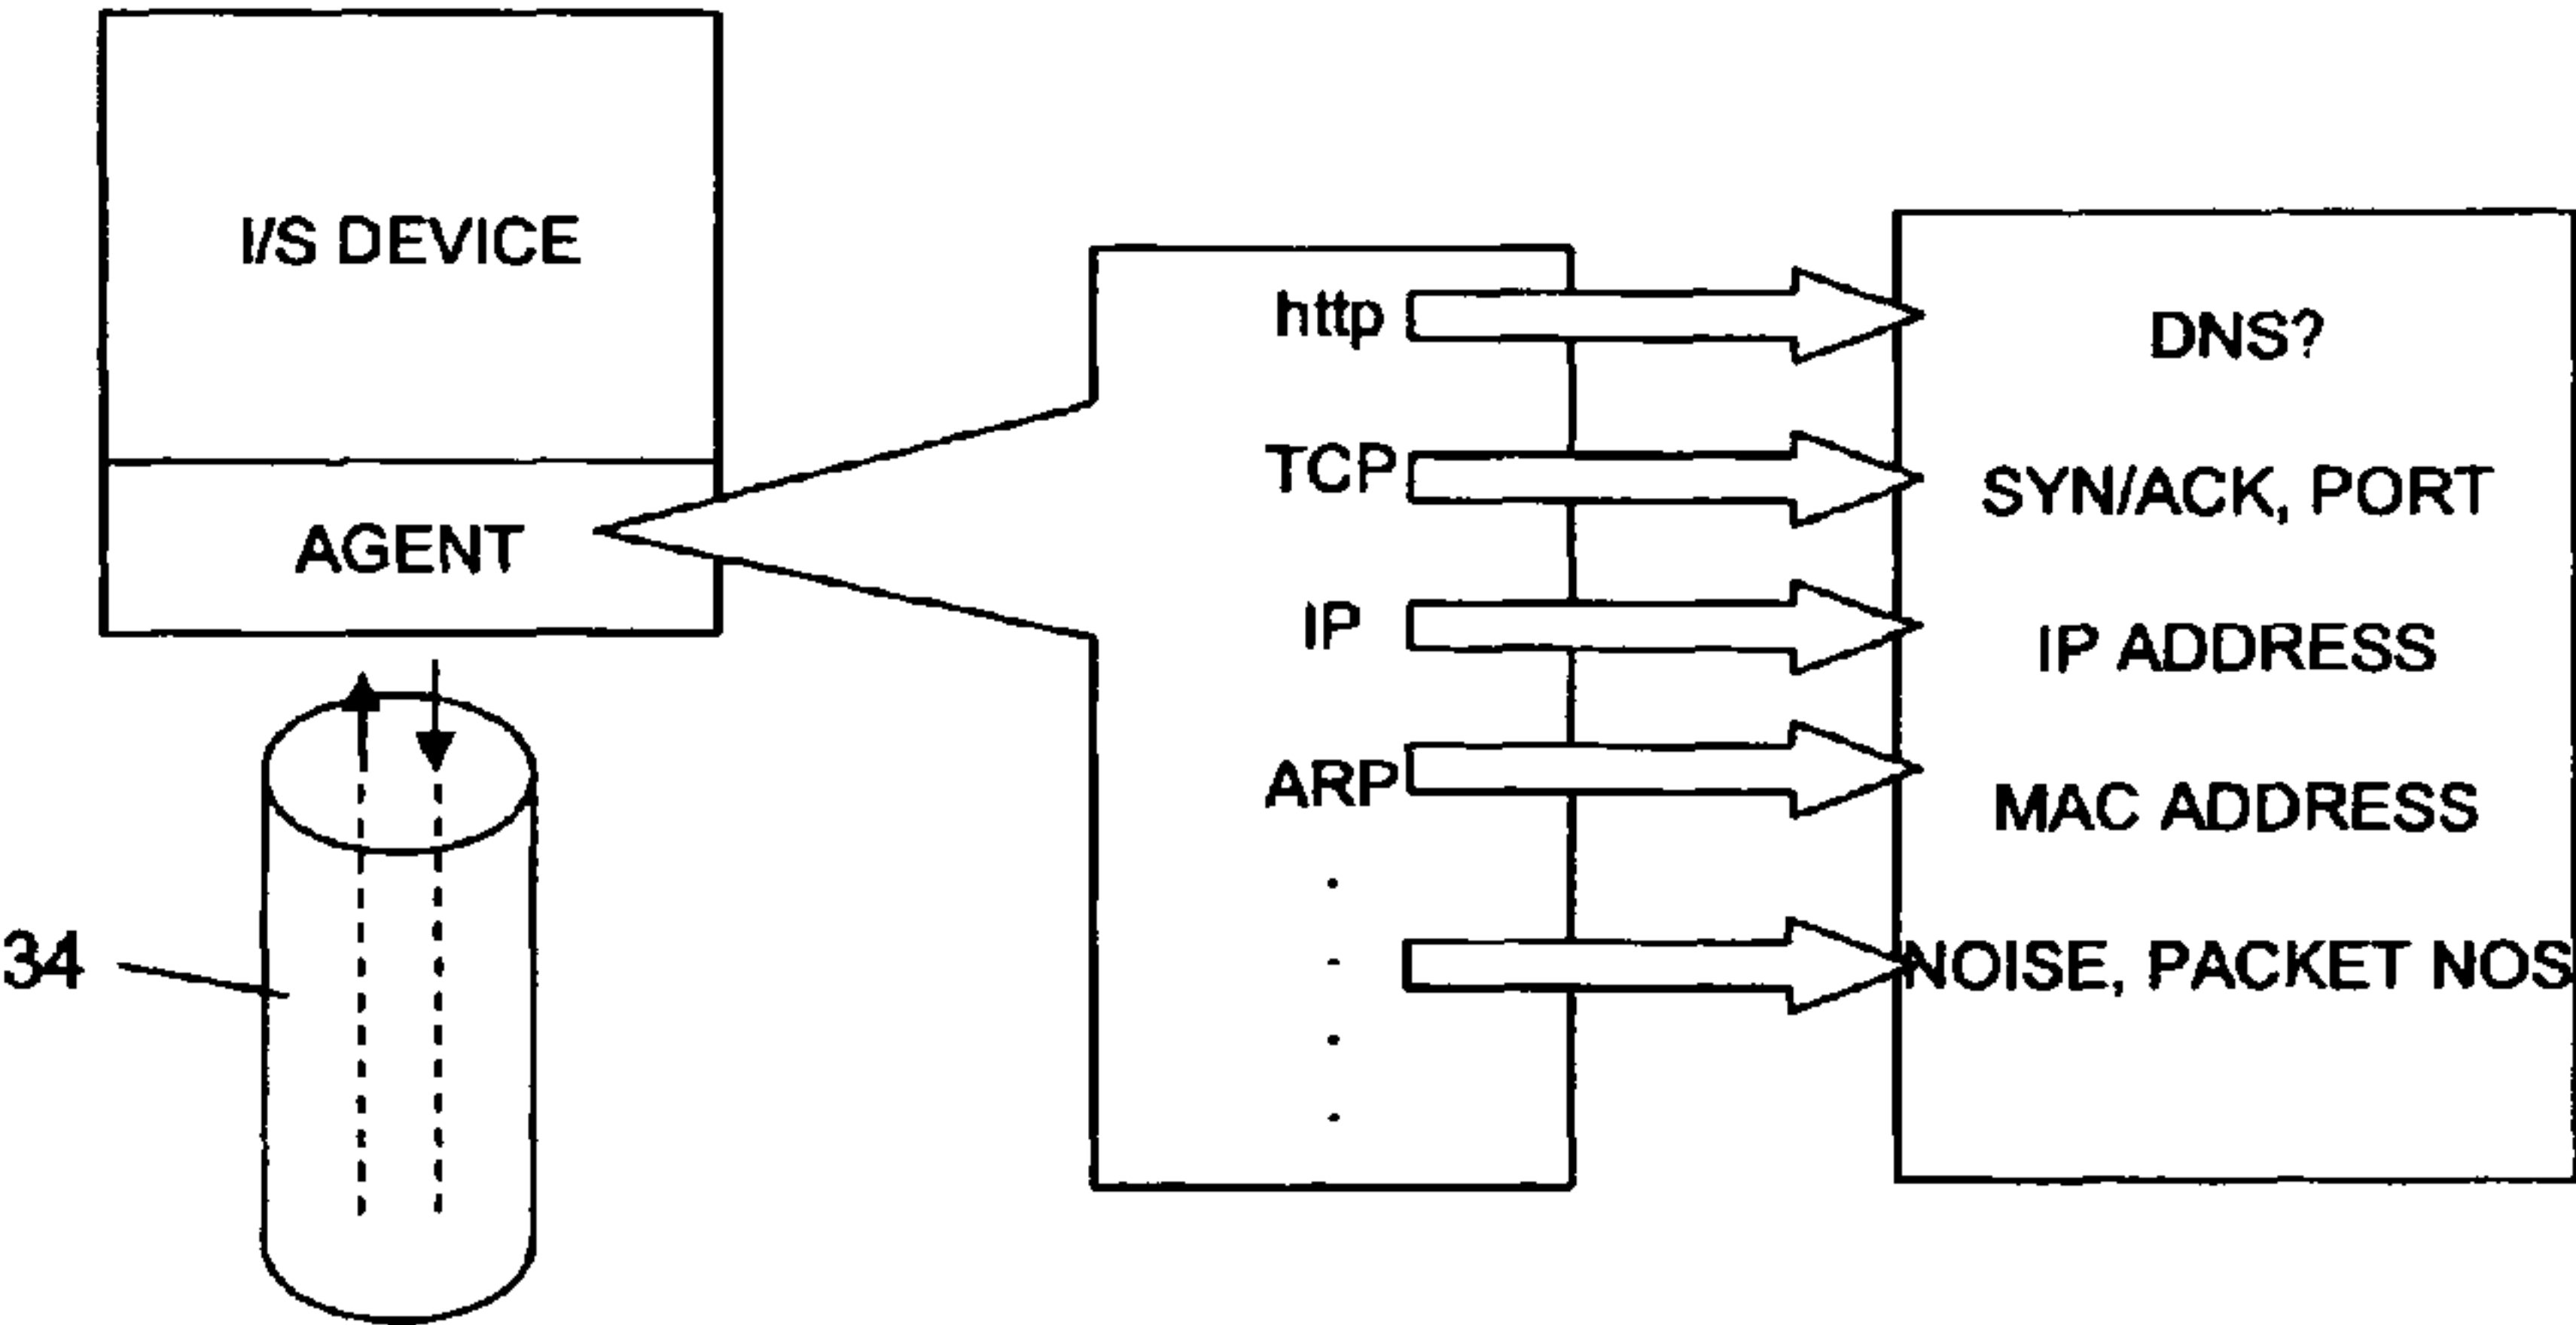 I/S DEVICE
AGENT
34
http
TCP
IP
ARP
DNS?
SYN/ACK, PORT
IP ADDRESS
MAC ADDRESS
NOISE, PACKET NOS